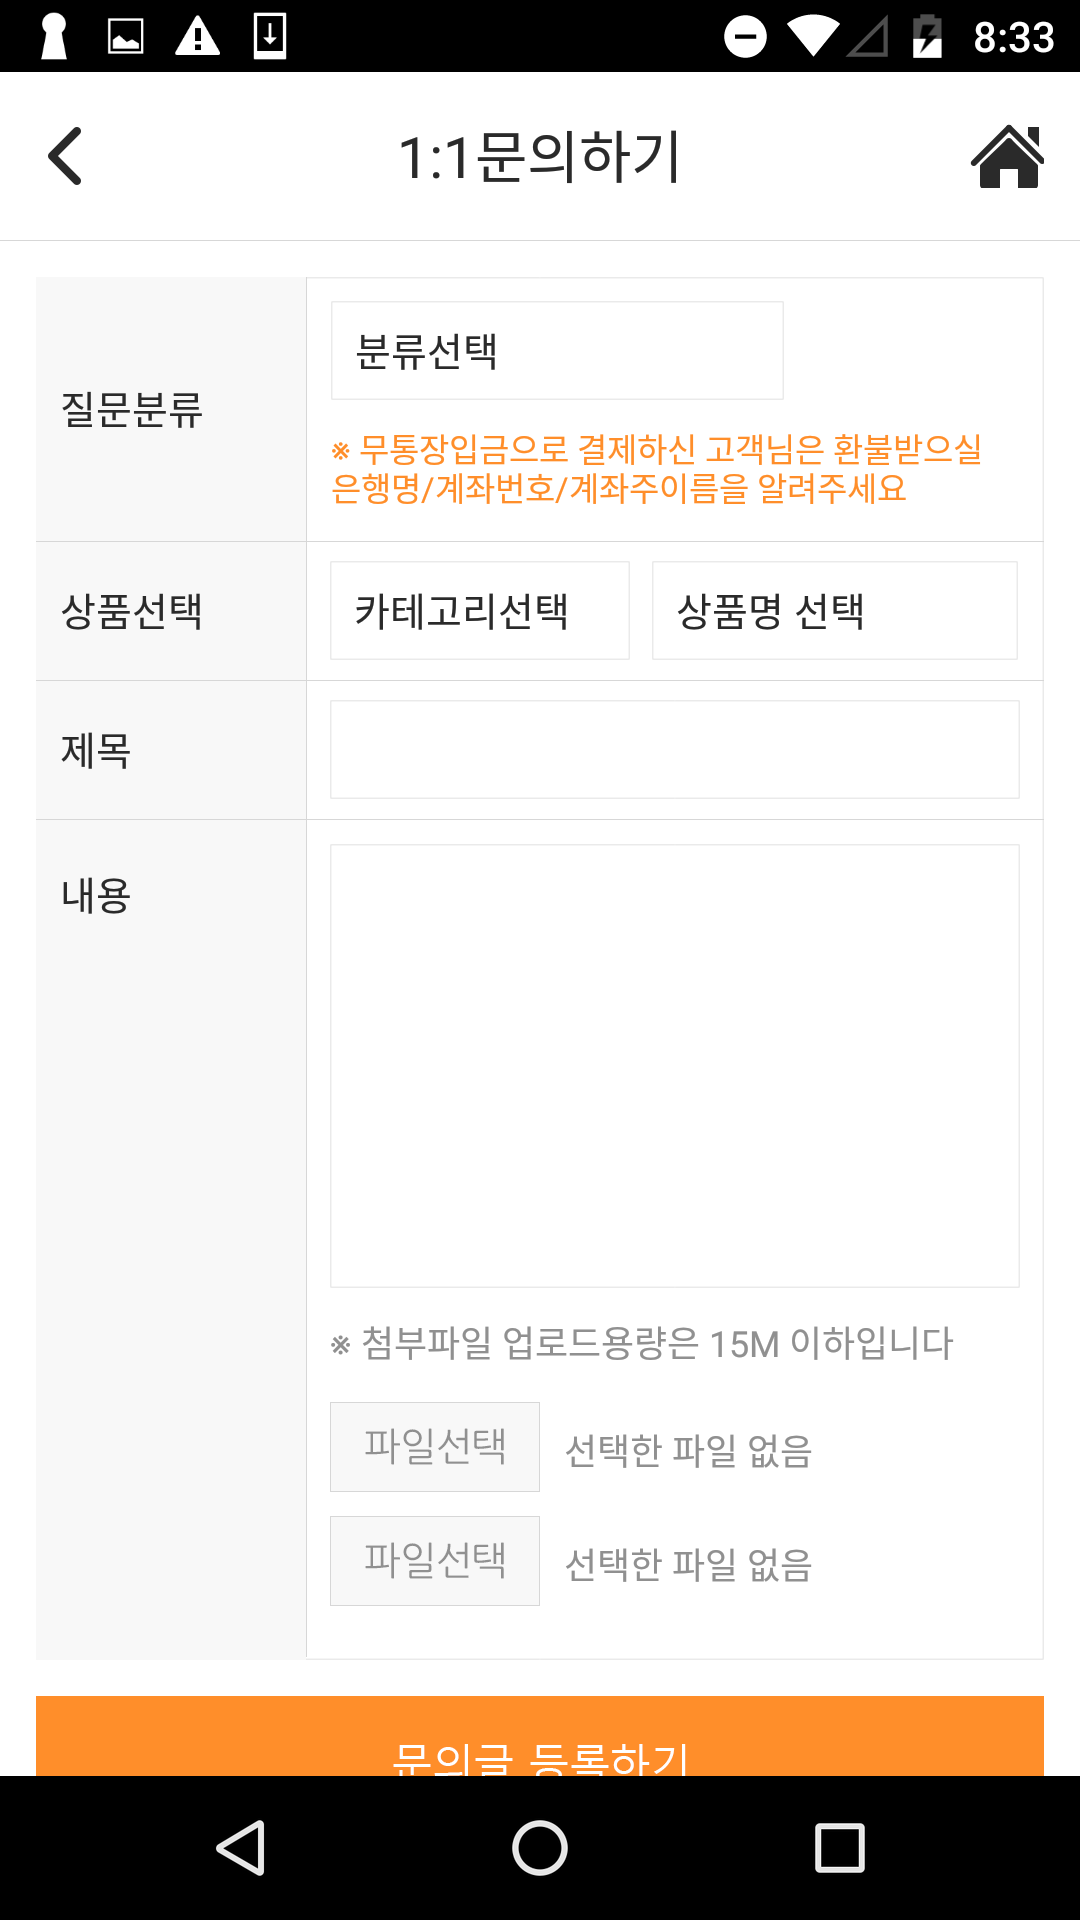 8:33
1:1문의하기
질문분류
분류선택
※ 무통장입금으로 결제하신 고객님은 환불받으실
은행명/계좌번호/계좌주이름을 알려주세요
상품선택
카테고리선택
상품명 선택
제목
내용
※ 첨부파일 업로드용량은 15M 이하입니다
파일선택
선택한 파일 없음
파일선택
선택한 파일 없음
문의글 등록하기